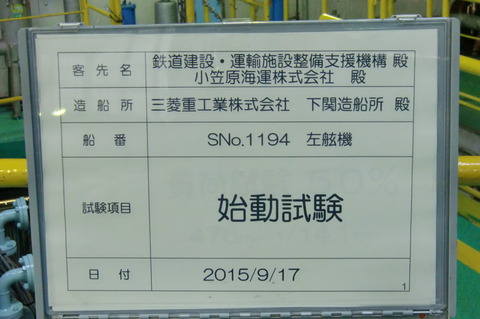 客先名 鉄道建設・運輸施設整備支援機構 殿
小笠原海運株式会社 殿
造船所 三菱重工業株式会社 下関造船所 殿
船番 SNo.1194 左舷機
試験項目 始動試験
日付 2015/9/17
1